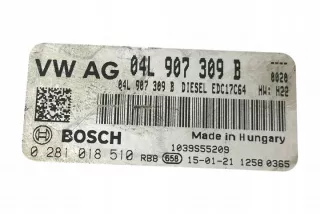 VW AG 04L 907 309 B
04L 907 309 B DIESEL EDC17C64
0020
HW: H22
BOSCH
Made in Hungary
1039S55209
0 281 018 510 RBB 658 15-01-21 1258 0365